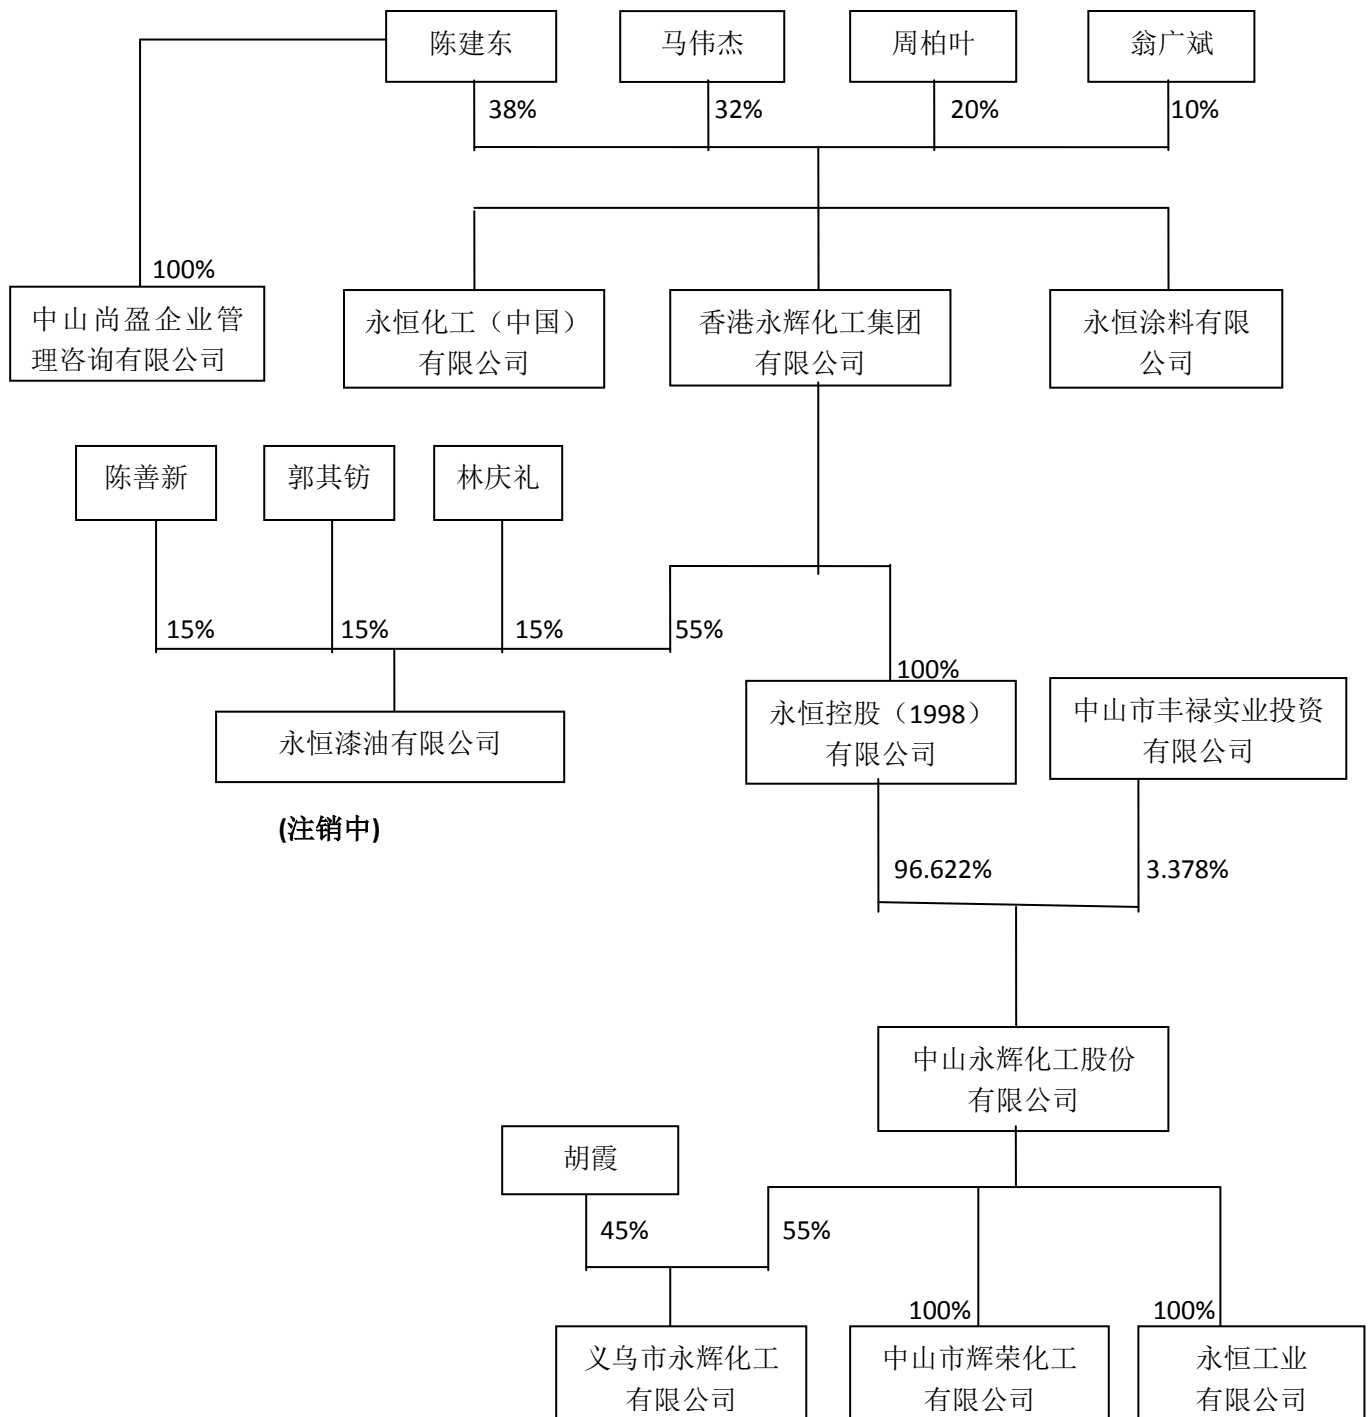 陈建东
马伟杰
周柏叶
翁广斌
38%
32%
20%
10%
100%
中山尚盈企业管
理咨询有限公司
永恒化工（中国）
有限公司
香港永辉化工集团
有限公司
永恒涂料有限
公司
陈善新
郭其钫
林庆礼
15%
15%
15%
55%
100%
永恒漆油有限公司
(注销中)
永恒控股（1998）
有限公司
中山市丰禄实业投资
有限公司
96.622%
3.378%
中山永辉化工股份
有限公司
胡霞
45%
55%
100%
100%
义乌市永辉化工
有限公司
中山市辉荣化工
有限公司
永恒工业
有限公司